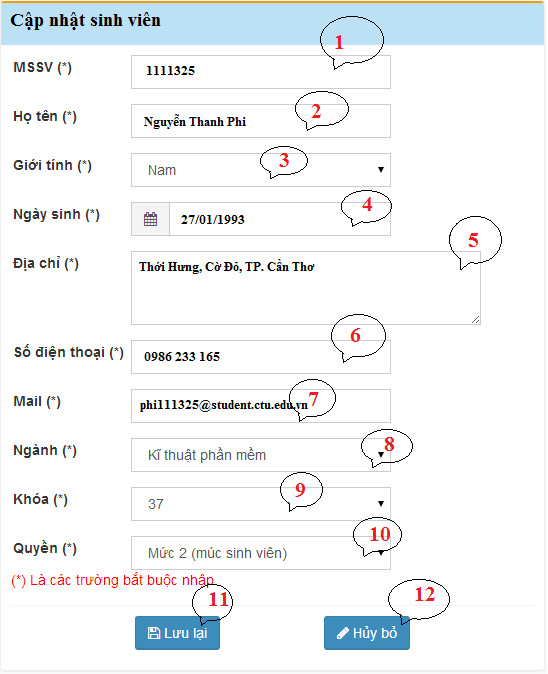 Cập nhật sinh viên
1
MSSV (*) 1111325
2
Họ tên (*) Nguyễn Thanh Phi
3
Giới tính (*) Nam
4
Ngày sinh (*) 27/01/1993
5
Địa chỉ (*) Thới Hưng, Cờ Đỏ, TP. Cần Thơ
6
Số điện thoại (*) 0986 233 165
7
Mail (*) phi111325@student.ctu.edu.vn
8
Ngành (*) Kĩ thuật phần mềm
9
Khóa (*) 37
10
Quyền (*) Mức 2 (múc sinh viên)
(*) Là các trường bắt buộc nhập
11 12
Lưu lại Hủy bỏ